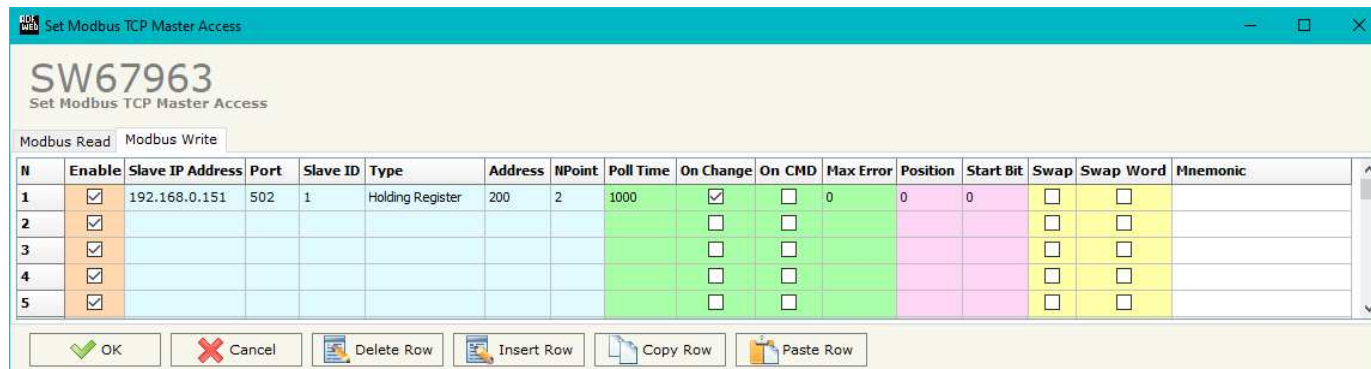 ADF WEB Set Modbus TCP Master Access
SW67963
Set Modbus TCP Master Access
Modbus Read Modbus Write
N Enable Slave IP Address Port Slave ID Type Address NPoint Poll Time On Change On CMD Max Error Position Start Bit Swap Swap Word Mnemonic
1 192.168.0.151 502 1 Holding Register 200 2 1000 0 0 0
2
3
4
5
OK Cancel Delete Row Insert Row Copy Row Paste Row